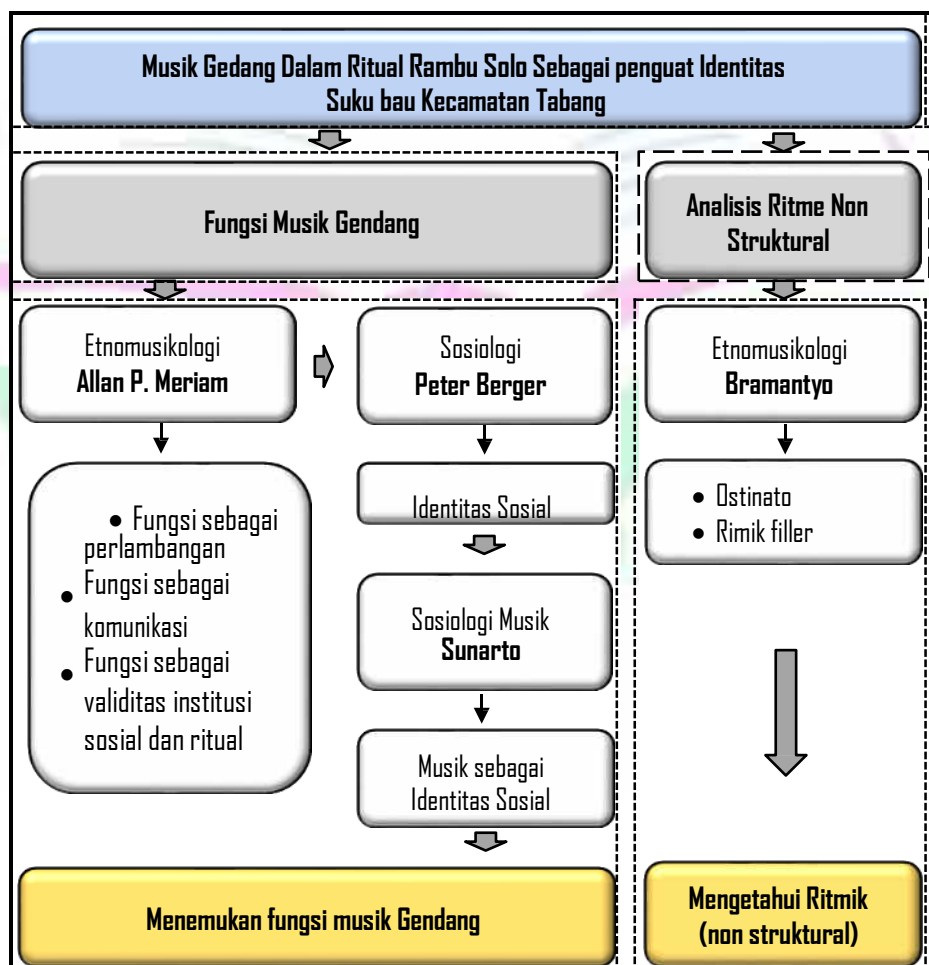 Musik Gedang Dalam Ritual Rambu Solo Sebagai penguat Identitas
Suku bau Kecamatan Tabang
Fungsi Musik Gendang
Analisis Ritme Non
Struktural
Etnomusikologi
Allan P. Meriam
Sosiologi
Peter Berger
Etnomusikologi
Bramantyo
• Fungsi sebagai
perlambangan
• Fungsi sebagai
komunikasi
• Fungsi sebagai
validitas institusi
sosial dan ritual
Identitas Sosial
Sosiologi Musik
Sunarto
Musik sebagai
Identitas Sosial
• Ostinato
• Rimik filler
Menemukan fungsi musik Gendang
Mengetahui Ritmik
(non struktural)